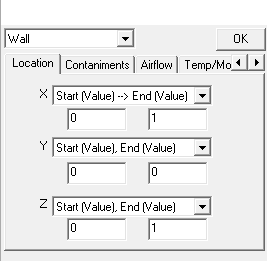 Wall OK
Location Contaniments Airflow Temp/Mo
X Start (Value) --> End (Value)
0 1
Y Start (Value), End (Value)
0 0
Z Start (Value), End (Value)
0 1